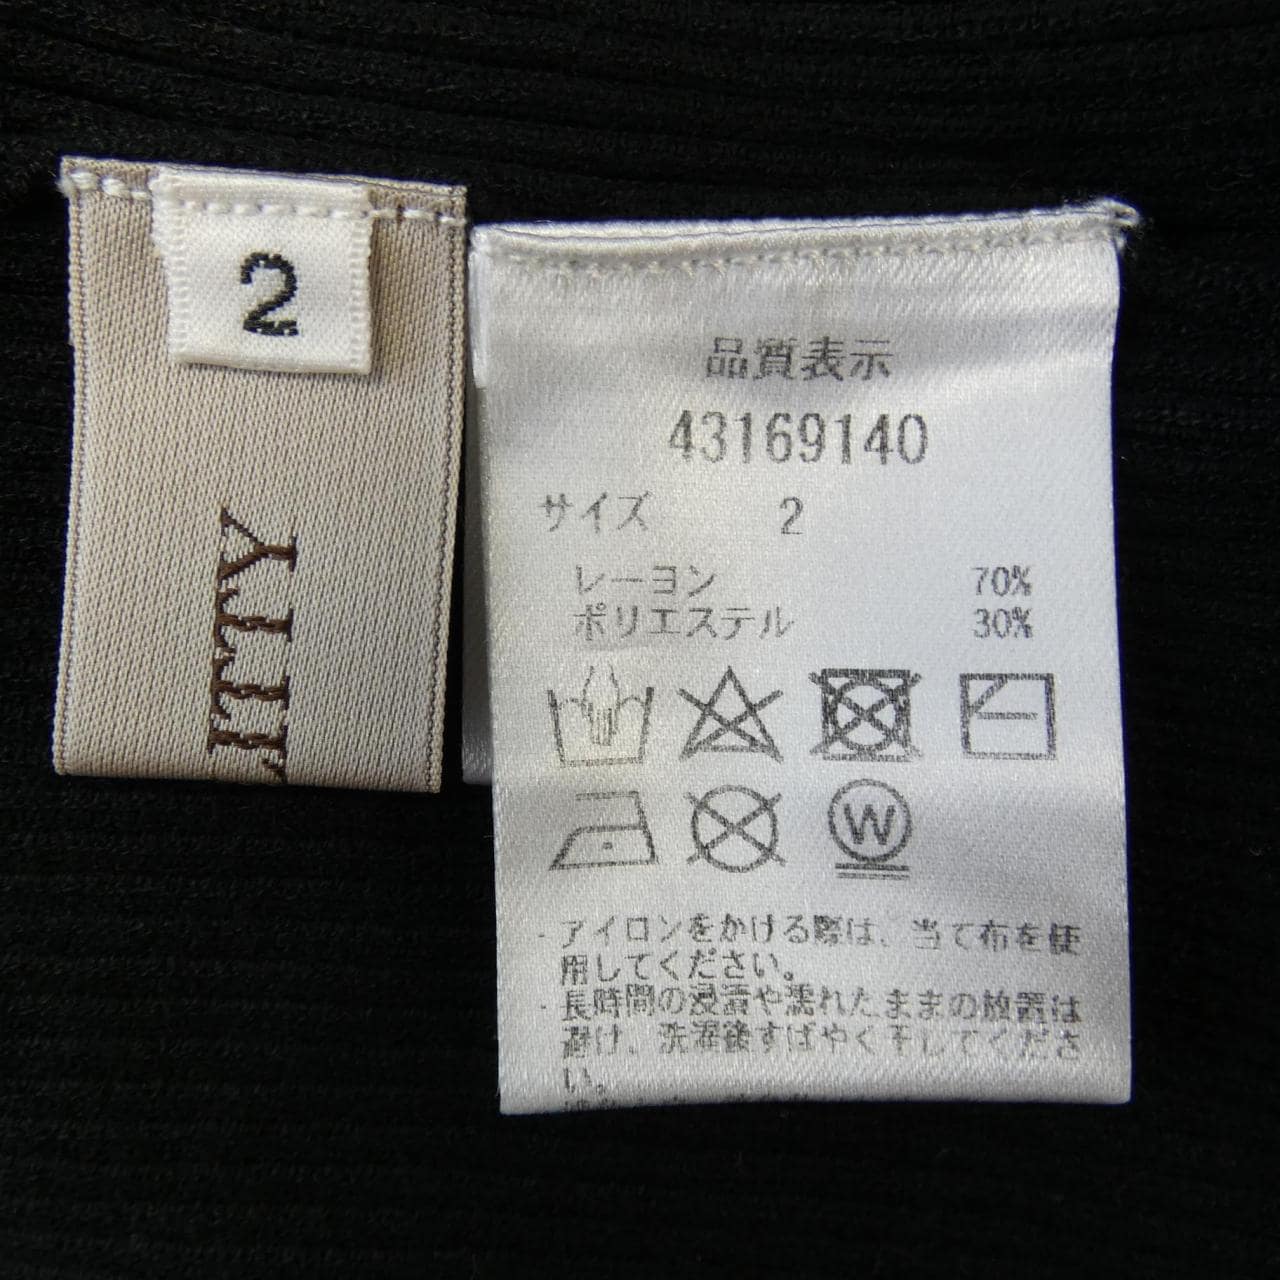 2
ITTY
品質表示
43169140
サイズ 2
レーヨン 70%
ポリエステル 30%
W
・アイロンをかける際は、当て布を使
用してください。
・長時間の浸漬や濡れたままの放置は
避け、洗濯後すばやく干してくださ
い。